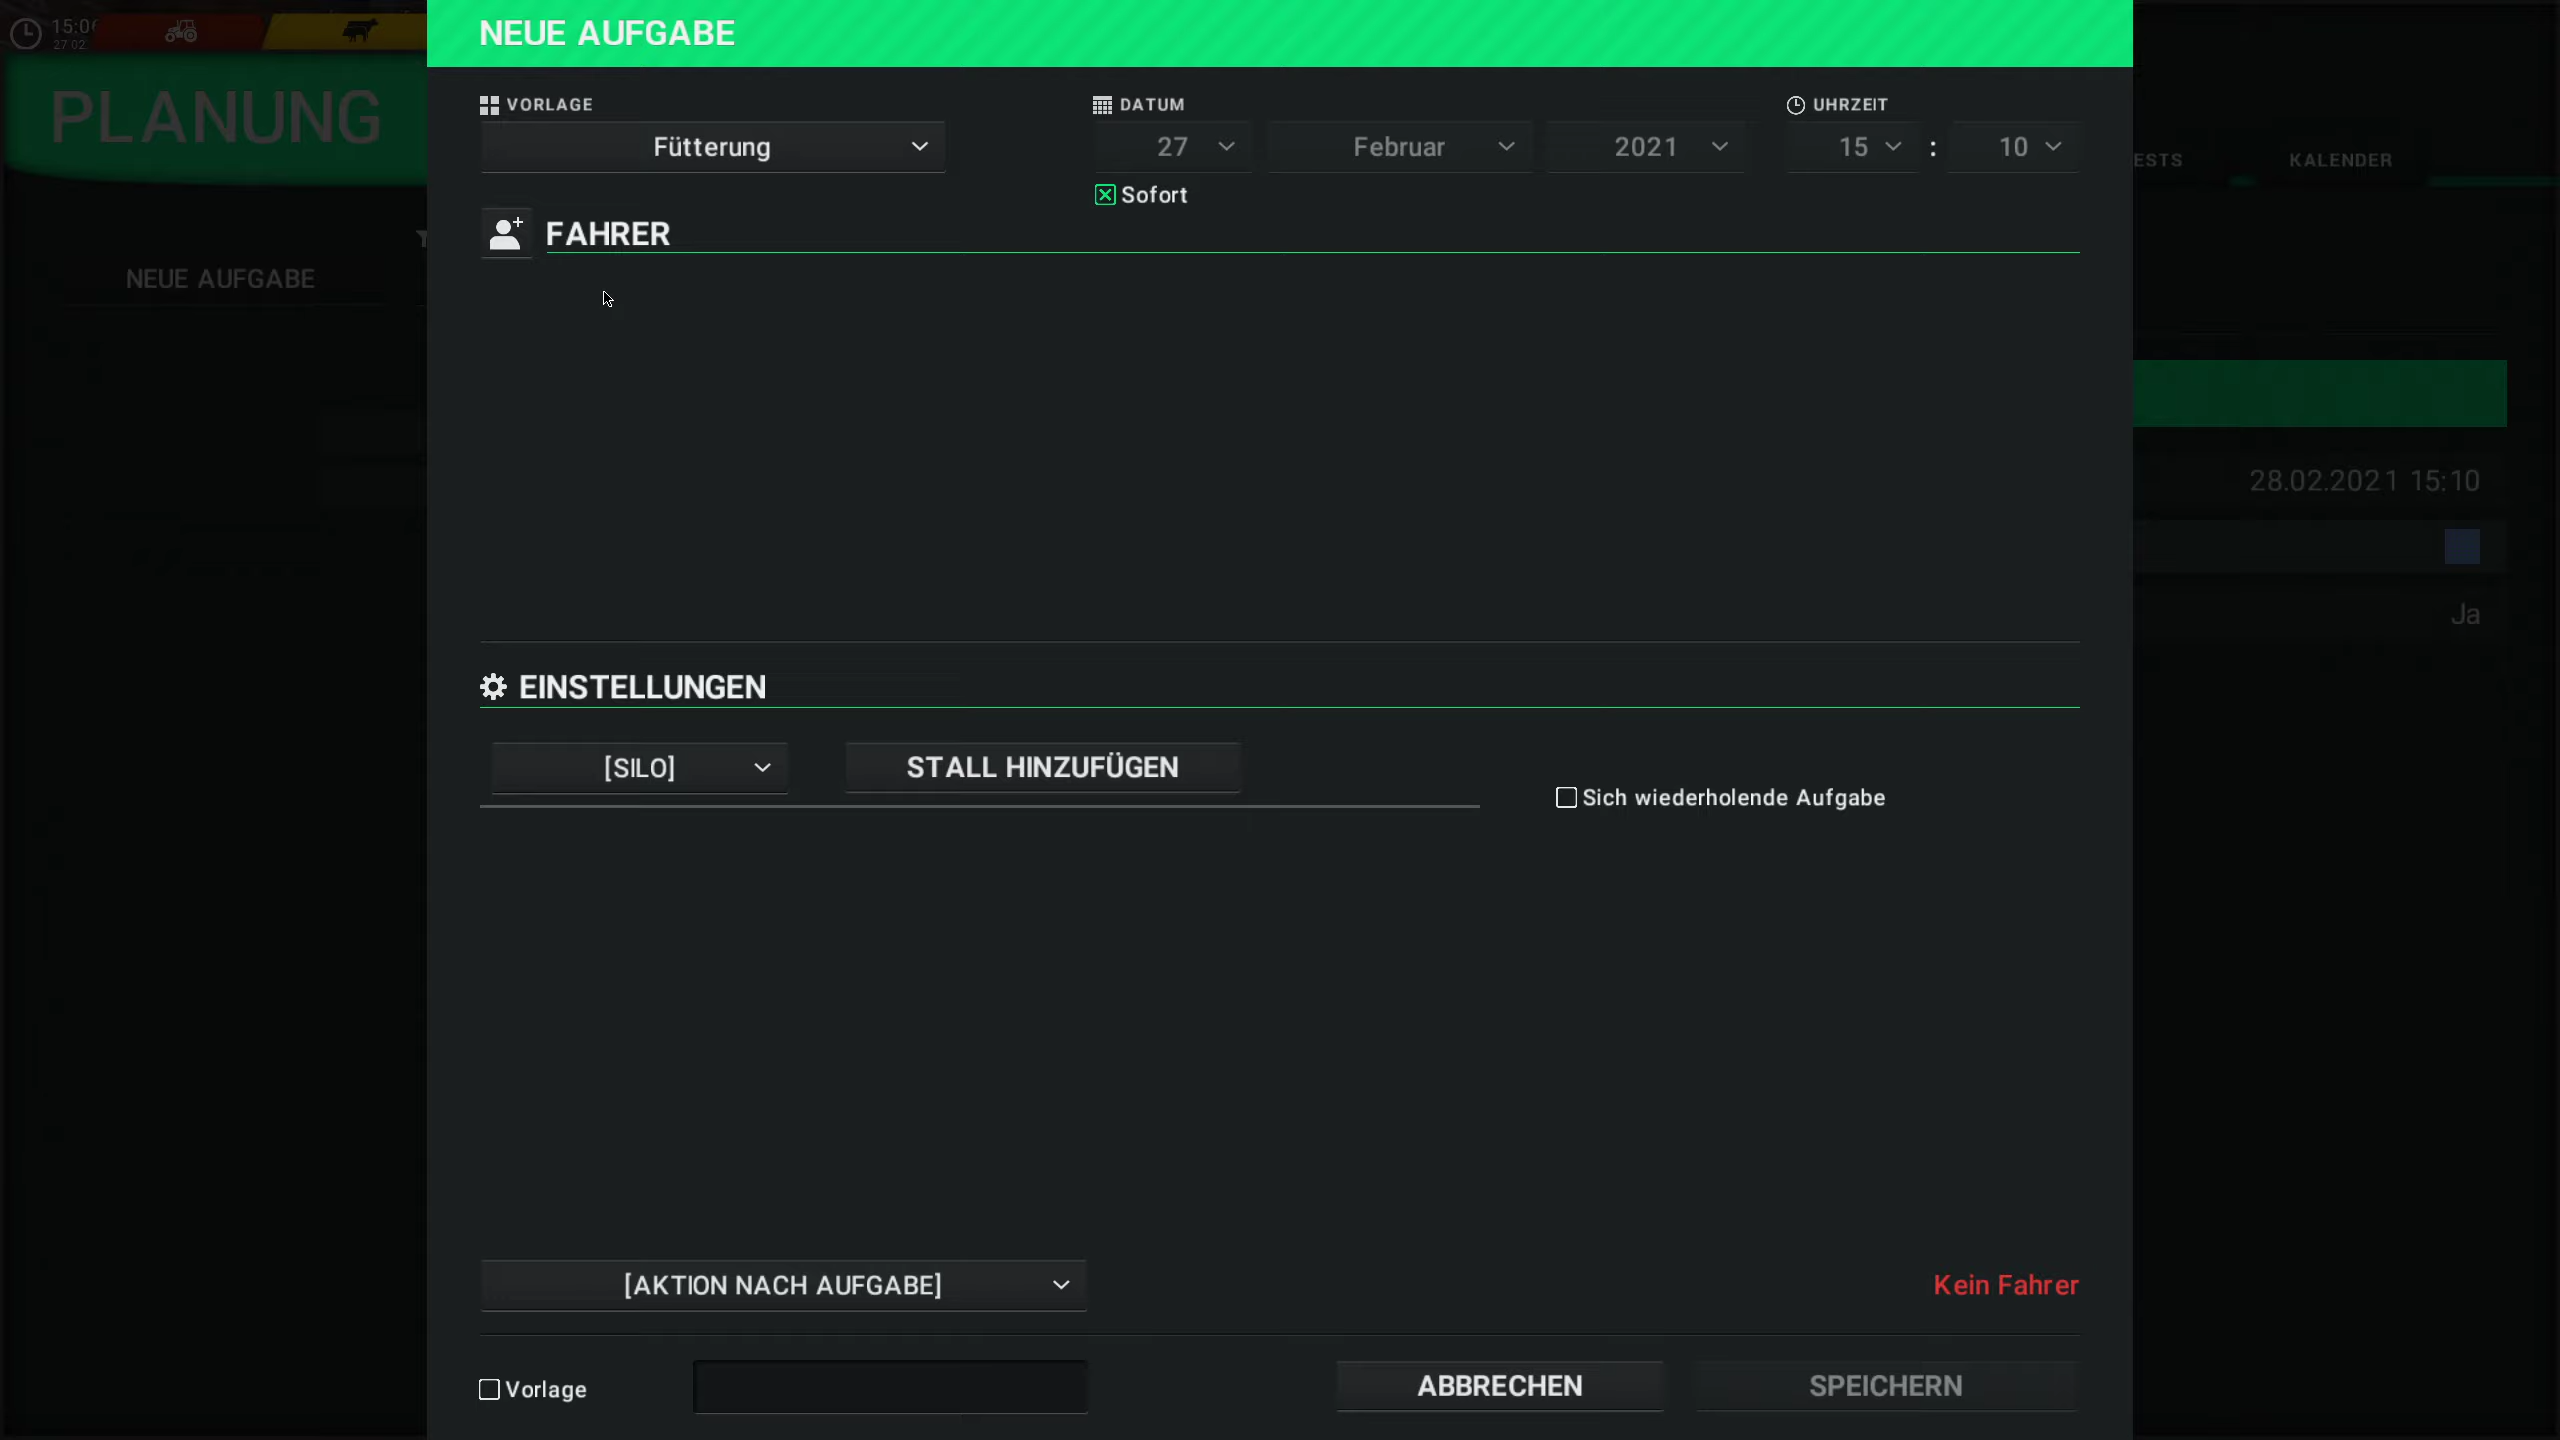 15:0
27.02
NEUE AUFGABE
PLANUNG
VORLAGE
DATUM
UHRZEIT
Fütterung
27
Februar
2021
15 : 10
ESTS
KALENDER
Sofort
FAHRER
NEUE AUFGABE
28.02.2021 15:10
Ja
EINSTELLUNGEN
[SILO]
STALL HINZUFÜGEN
Sich wiederholende Aufgabe
[AKTION NACH AUFGABE]
Kein Fahrer
Vorlage
ABBRECHEN
SPEICHERN